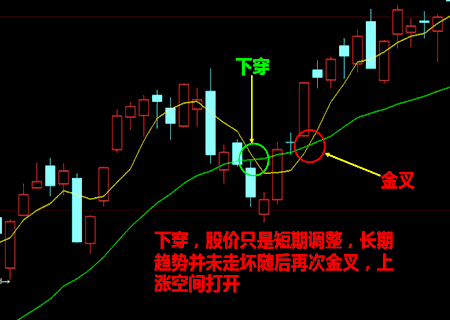 下穿
金叉
下穿，股价只是短期调整，长期
趋势并未走坏随后再次金叉，上
涨空间打开